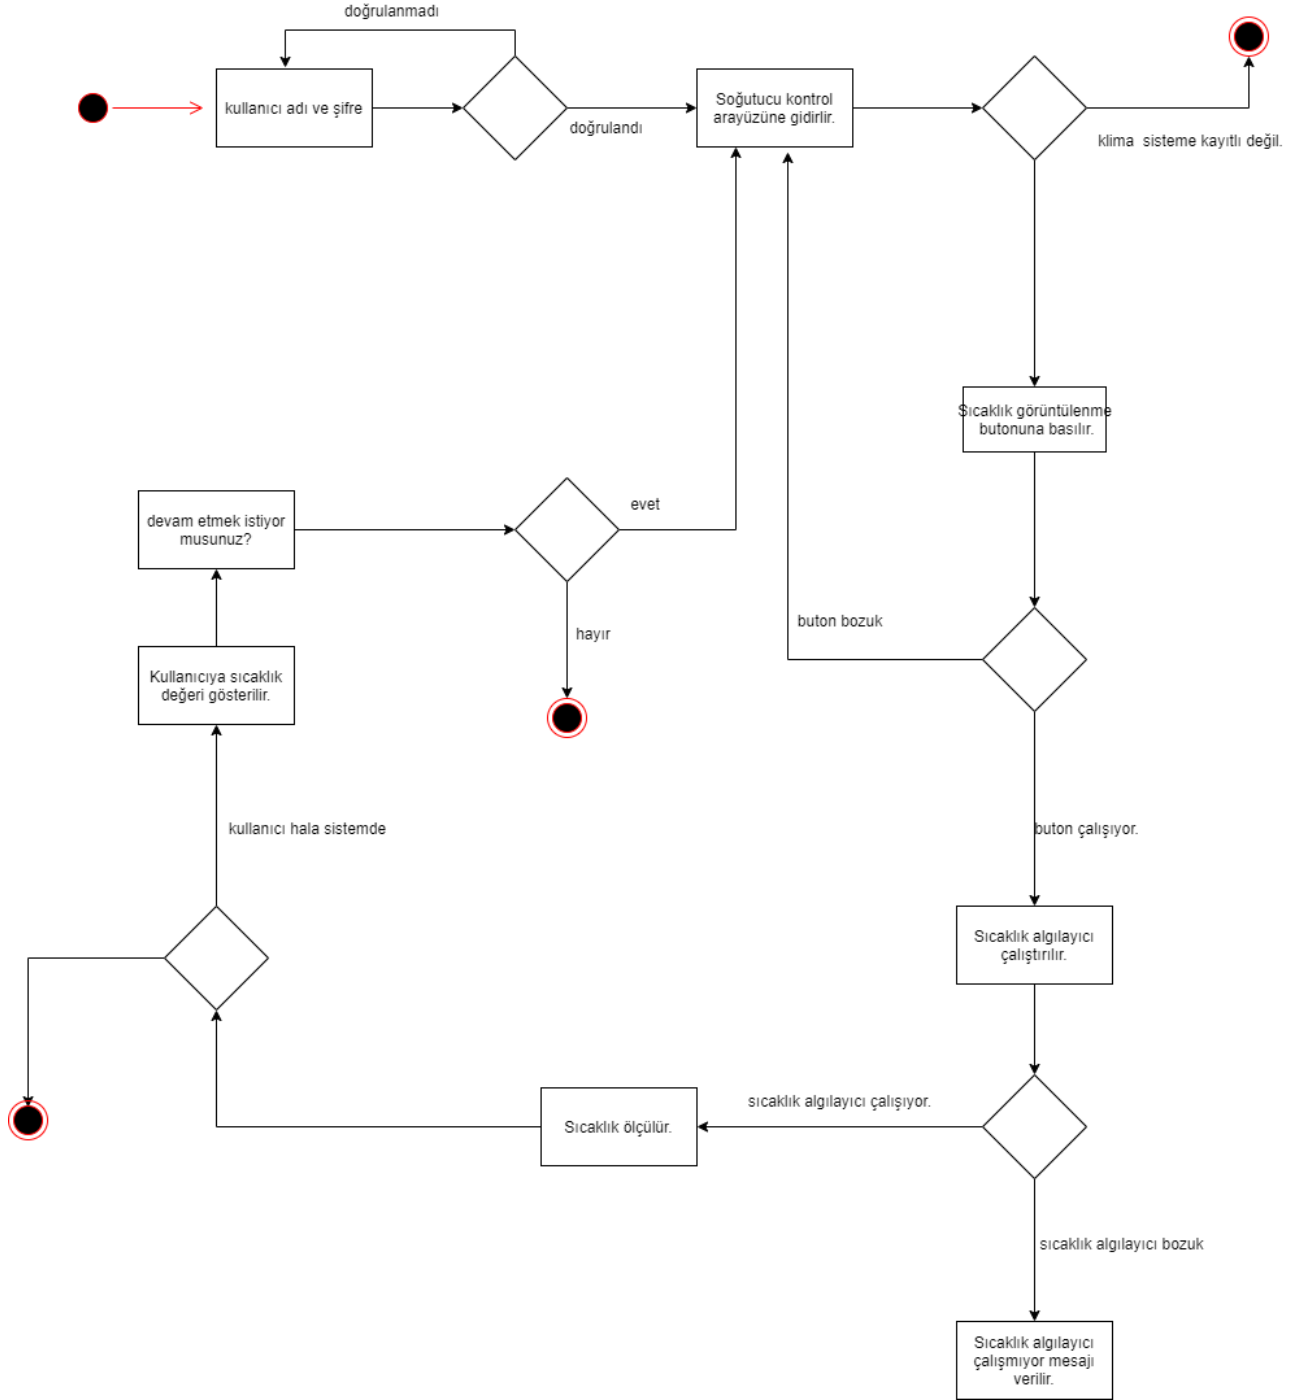 doğrulanmadı
kullanıcı adı ve şifre
doğrulandı
Soğutucu kontrol
arayüzüne gidirlir.
klima  sisteme kayıtlı değil.
Sıcaklık görüntülenme
butonuna basılır.
devam etmek istiyor
musunuz?
evet
hayır
buton bozuk
Kullanıcıya sıcaklık
değeri gösterilir.
kullanıcı hala sistemde
buton çalışıyor.
Sıcaklık algılayıcı
çalıştırılır.
sıcaklık algılayıcı çalışıyor.
Sıcaklık ölçülür.
sıcaklık algılayıcı bozuk
Sıcaklık algılayıcı
çalışmıyor mesajı
verilir.